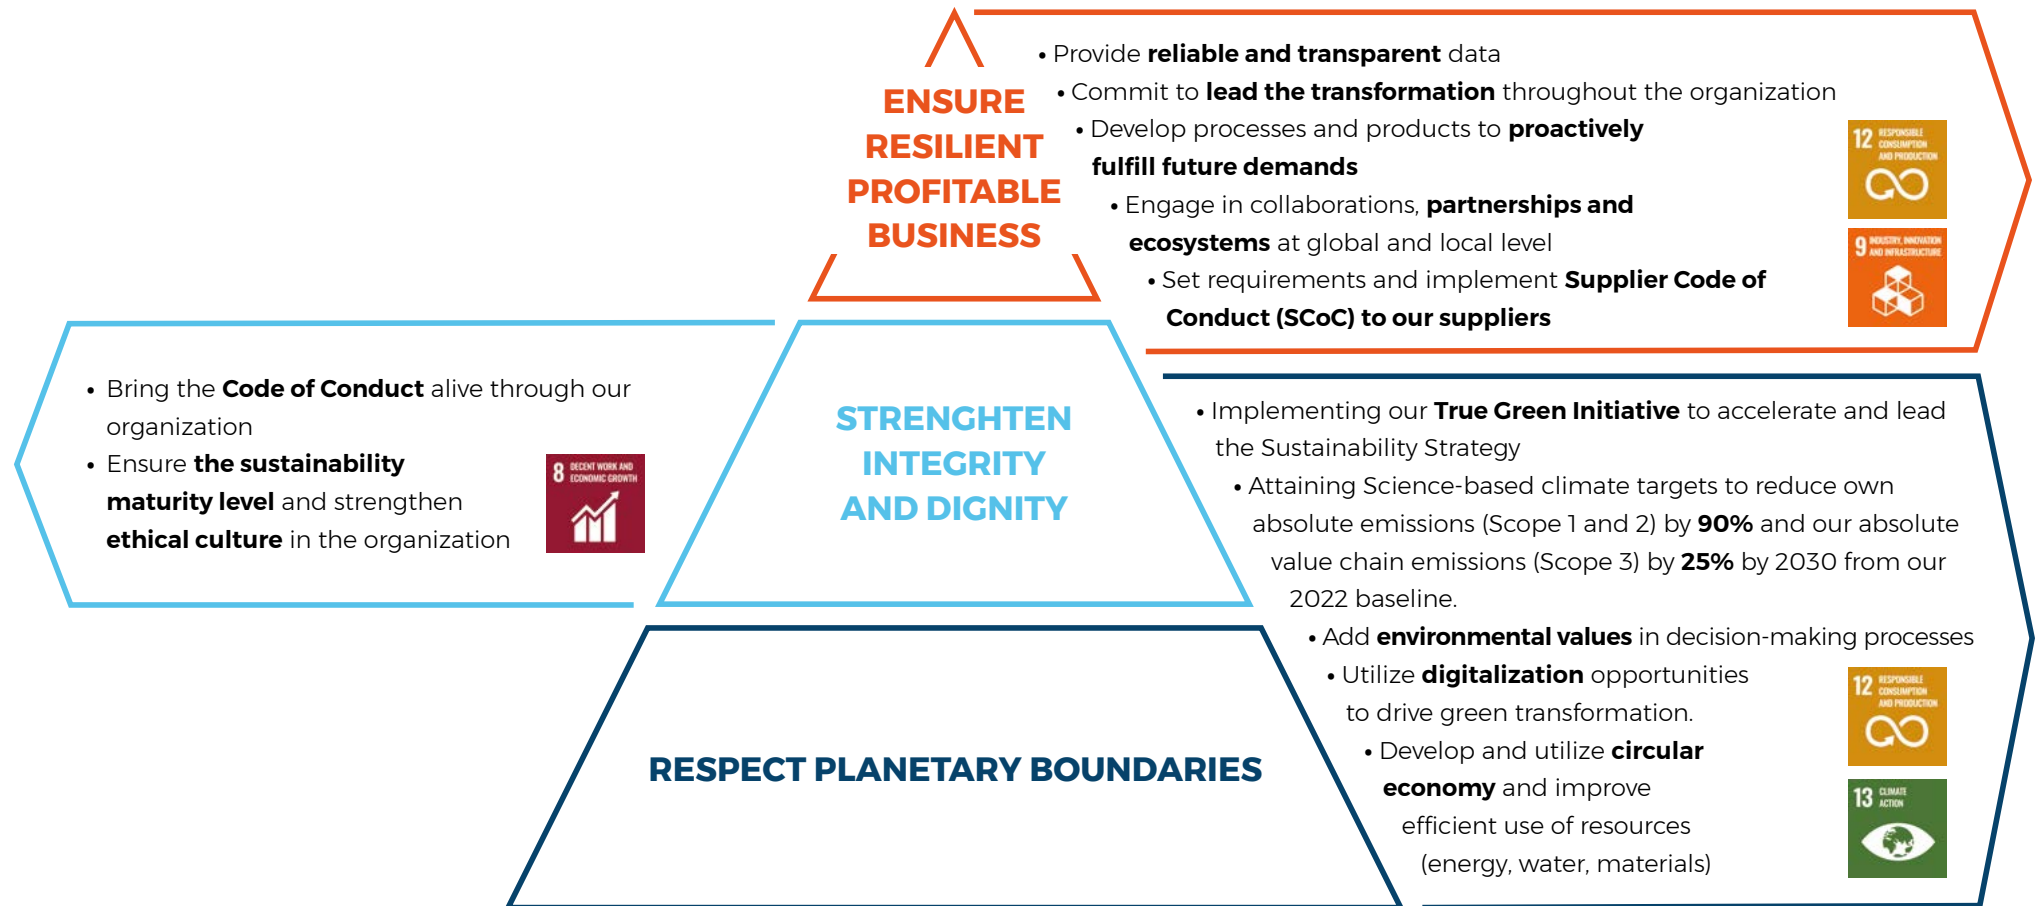 ENSURE
RESILIENT
PROFITABLE
BUSINESS
• Provide reliable and transparent data
• Commit to lead the transformation throughout the organization
• Develop processes and products to proactively
fulfill future demands
• Engage in collaborations, partnerships and
ecosystems at global and local level
• Set requirements and implement Supplier Code of
Conduct (SCoC) to our suppliers
12 RESPONSIBLE
CONSUMPTION
AND PRODUCTION
9 INDUSTRY, INNOVATION
AND INFRASTRUCTURE
• Bring the Code of Conduct alive through our
organization
• Ensure the sustainability
maturity level and strengthen
ethical culture in the organization
8 DECENT WORK AND
ECONOMIC GROWTH
STRENGHTEN
INTEGRITY
AND DIGNITY
• Implementing our True Green Initiative to accelerate and lead
the Sustainability Strategy
• Attaining Science-based climate targets to reduce own
absolute emissions (Scope 1 and 2) by 90% and our absolute
value chain emissions (Scope 3) by 25% by 2030 from our
2022 baseline.
• Add environmental values in decision-making processes
• Utilize digitalization opportunities
to drive green transformation.
• Develop and utilize circular
economy and improve
efficient use of resources
(energy, water, materials)
12 RESPONSIBLE
CONSUMPTION
AND PRODUCTION
13 CLIMATE
ACTION
RESPECT PLANETARY BOUNDARIES